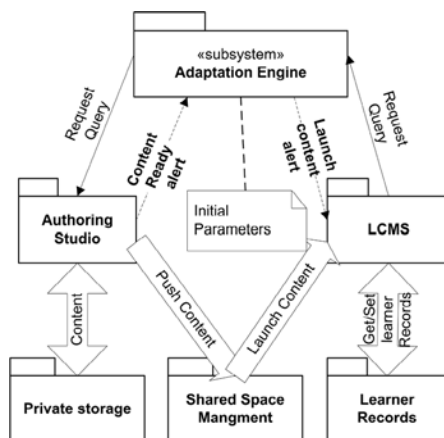 «subsystem»
Adaptation Engine
Request
Query
Content
Ready
alert
Launch
content
alert
Request
Query
Authoring
Studio
Initial
Parameters
LCMS
Content
Push Content
Launch Content
Get/Set
learner
Records
Private storage
Shared Space
Mangment
Learner
Records